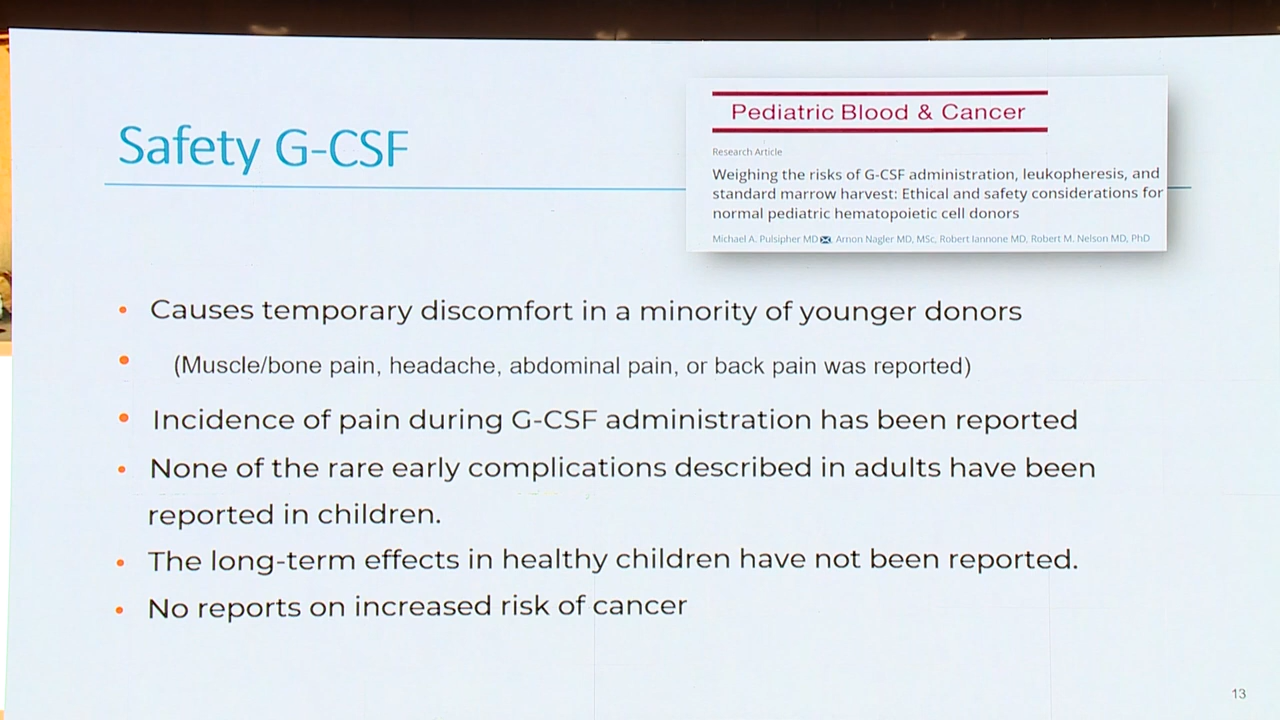 Safety G-CSF
Pediatric Blood & Cancer
Research Article
Weighing the risks of G-CSF administration, leukopheresis, and
standard marrow harvest: Ethical and safety considerations for
normal pediatric hematopoietic cell donors
Michael A. Pulsipher MD, Arnon Nagler MD, MSc, Robert Iannone MD, Robert M. Nelson MD, PhD
• Causes temporary discomfort in a minority of younger donors
• (Muscle/bone pain, headache, abdominal pain, or back pain was reported)
• Incidence of pain during G-CSF administration has been reported
• None of the rare early complications described in adults have been
reported in children.
• The long-term effects in healthy children have not been reported.
• No reports on increased risk of cancer
13